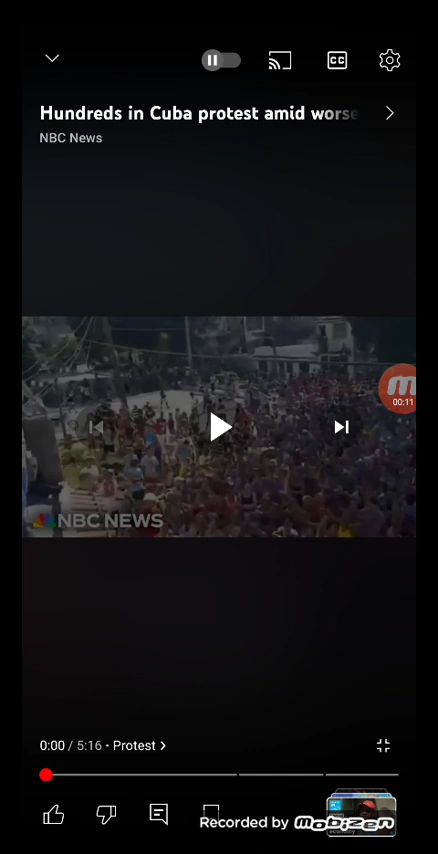 CC
Hundreds in Cuba protest amid worse
NBC News
00:11
NBC NEWS
0:00 / 5:16 • Protest >
Recorded by mobizen